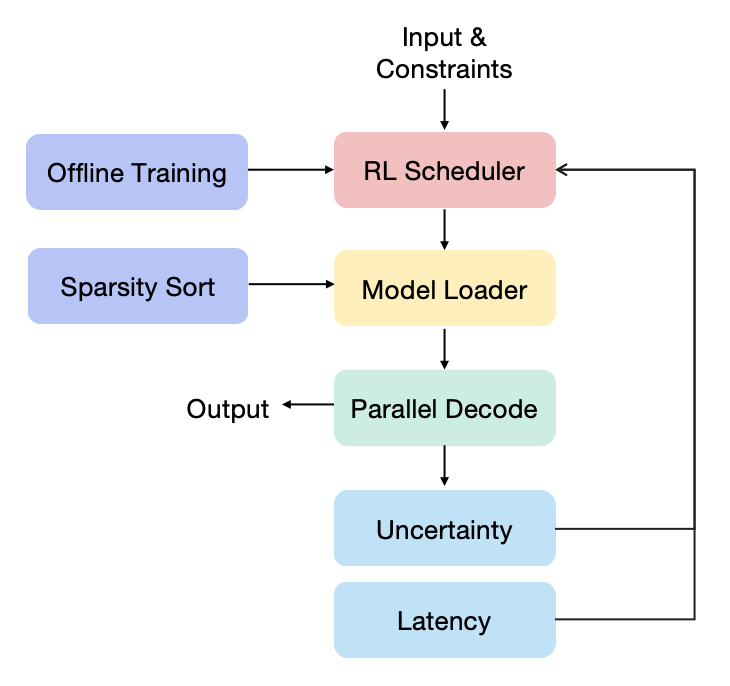 Input &
Constraints
Offline Training
RL Scheduler
Sparsity Sort
Model Loader
Output
Parallel Decode
Uncertainty
Latency